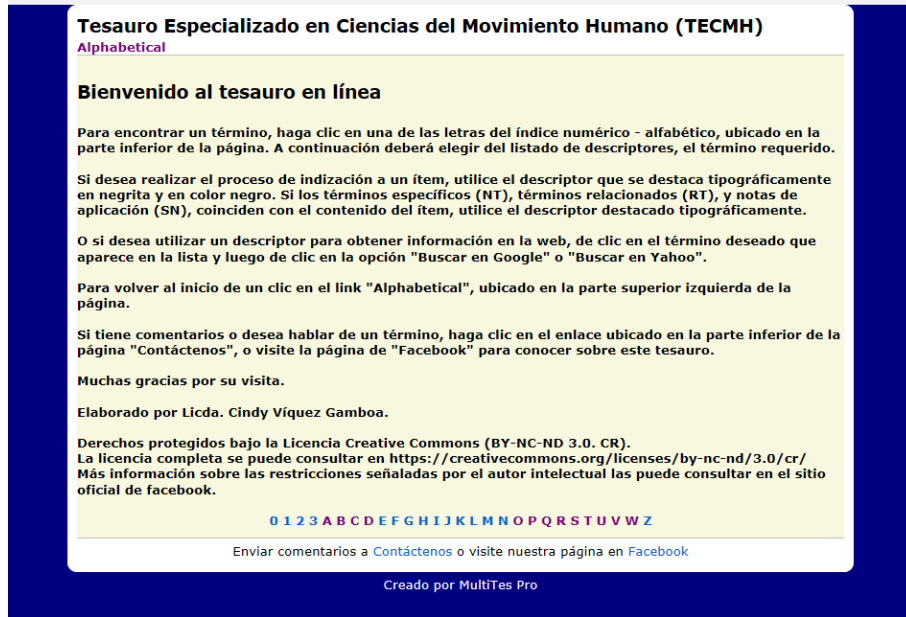 Tesauro Especializado en Ciencias del Movimiento Humano (TECMH)
Alphabetical
Bienvenido al tesauro en línea
Para encontrar un término, haga clic en una de las letras del índice numérico - alfabético, ubicado en la
parte inferior de la página. A continuación deberá elegir del listado de descriptores, el término requerido.
Si desea realizar el proceso de indización a un ítem, utilice el descriptor que se destaca tipográficamente
en negrita y en color negro. Si los términos específicos (NT), términos relacionados (RT), y notas de
aplicación (SN), coinciden con el contenido del ítem, utilice el descriptor destacado tipográficamente.
O si desea utilizar un descriptor para obtener información en la web, de clic en el término deseado que
aparece en la lista y luego de clic en la opción "Buscar en Google" o "Buscar en Yahoo".
Para volver al inicio de un clic en el link "Alphabetical", ubicado en la parte superior izquierda de la
página.
Si tiene comentarios o desea hablar de un término, haga clic en el enlace ubicado en la parte inferior de la
página "Contáctenos", o visite la página de "Facebook" para conocer sobre este tesauro.
Muchas gracias por su visita.
Elaborado por Licda. Cindy Víquez Gamboa.
Derechos protegidos bajo la Licencia Creative Commons (BY-NC-ND 3.0. CR).
La licencia completa se puede consultar en https://creativecommons.org/licenses/by-nc-nd/3.0/cr/
Más información sobre las restricciones señaladas por el autor intelectual las puede consultar en el sitio
oficial de facebook.
0 1 2 3 A B C D E F G H I J K L M N O P Q R S T U V W Z
Enviar comentarios a Contáctenos o visite nuestra página en Facebook
Creado por MultiTes Pro